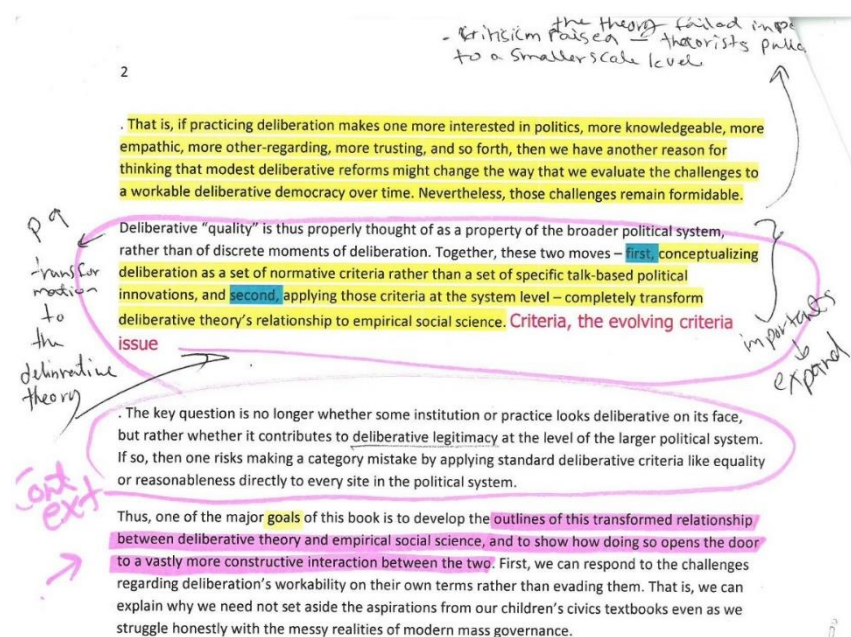 the theory failed in
- Kritisicm Raised = theorists
to a smaller scale level
2
. That is, if practicing deliberation makes one more interested in politics, more knowledgeable, more
empathic, more other-regarding, more trusting, and so forth, then we have another reason for
thinking that modest deliberative reforms might change the way that we evaluate the challenges to
a workable deliberative democracy over time. Nevertheless, those challenges remain formidable.
Deliberative “quality” is thus properly thought of as a property of the broader political system,
rather than of discrete moments of deliberation. Together, these two moves – first, conceptualizing
deliberation as a set of normative criteria rather than a set of specific talk-based political
innovations, and second, applying those criteria at the system level – completely transform
deliberative theory’s relationship to empirical social science. Criteria, the evolving criteria
issue
p 9
transfor
mation
to
the
theory
expand
. The key question is no longer whether some institution or practice looks deliberative on its face,
but rather whether it contributes to deliberative legitimacy at the level of the larger political system.
If so, then one risks making a category mistake by applying standard deliberative criteria like equality
or reasonableness directly to every site in the political system.
Cont
ext
Thus, one of the major goals of this book is to develop the outlines of this transformed relationship
between deliberative theory and empirical social science, and to show how doing so opens the door
to a vastly more constructive interaction between the two. First, we can respond to the challenges
regarding deliberation’s workability on their own terms rather than evading them. That is, we can
explain why we need not set aside the aspirations from our children’s civics textbooks even as we
struggle honestly with the messy realities of modern mass governance.